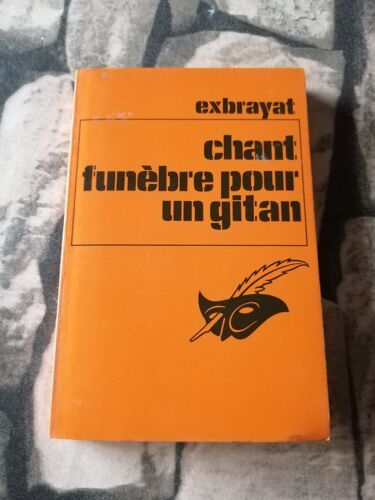 exbrayat
chant
funèbre pour
un gitan